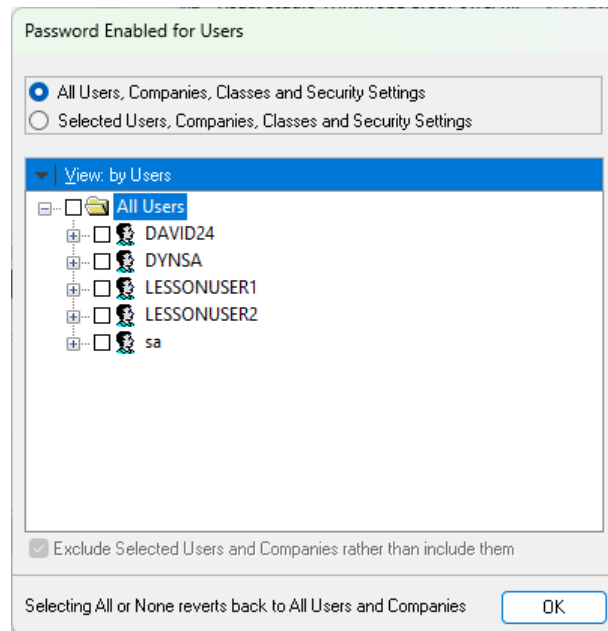 Password Enabled for Users
All Users, Companies, Classes and Security Settings
Selected Users, Companies, Classes and Security Settings
View: by Users
All Users
DAVID24
DYNSA
LESSONUSER1
LESSONUSER2
sa
Exclude Selected Users and Companies rather than include them
Selecting All or None reverts back to All Users and Companies
OK